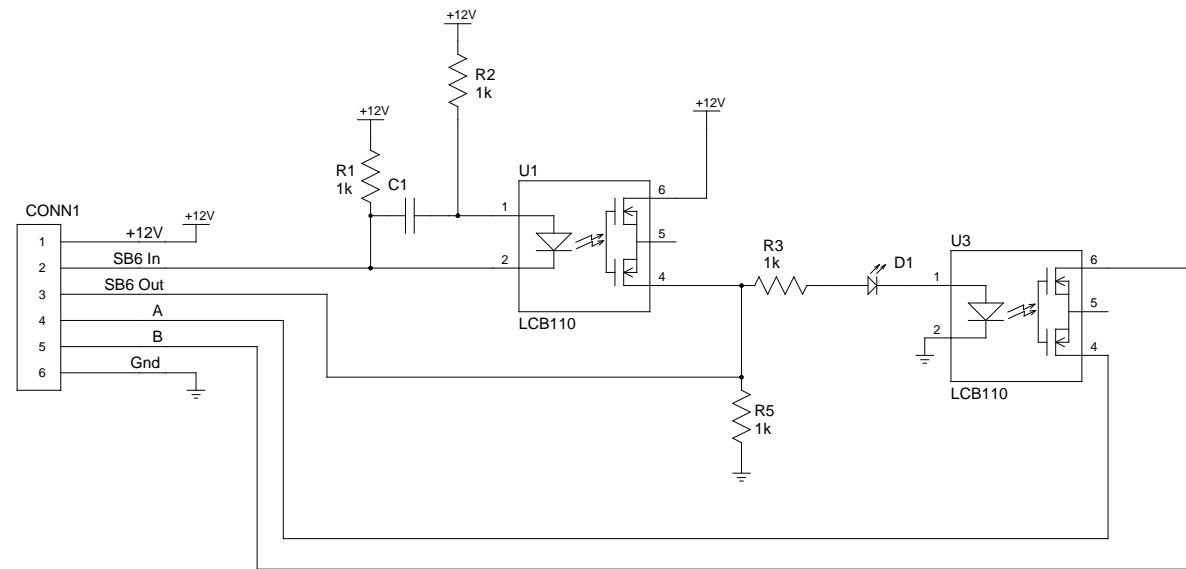 +12V
R2
1k
+12V
+12V
R1
1k
C1
U1
6
1
5
2
4
LCB110
CONN1
+12V
1
+12V
2
SB6 In
3
SB6 Out
4
A
5
B
6
Gnd
R3
1k
D1
U3
6
1
5
2
4
LCB110
R5
1k